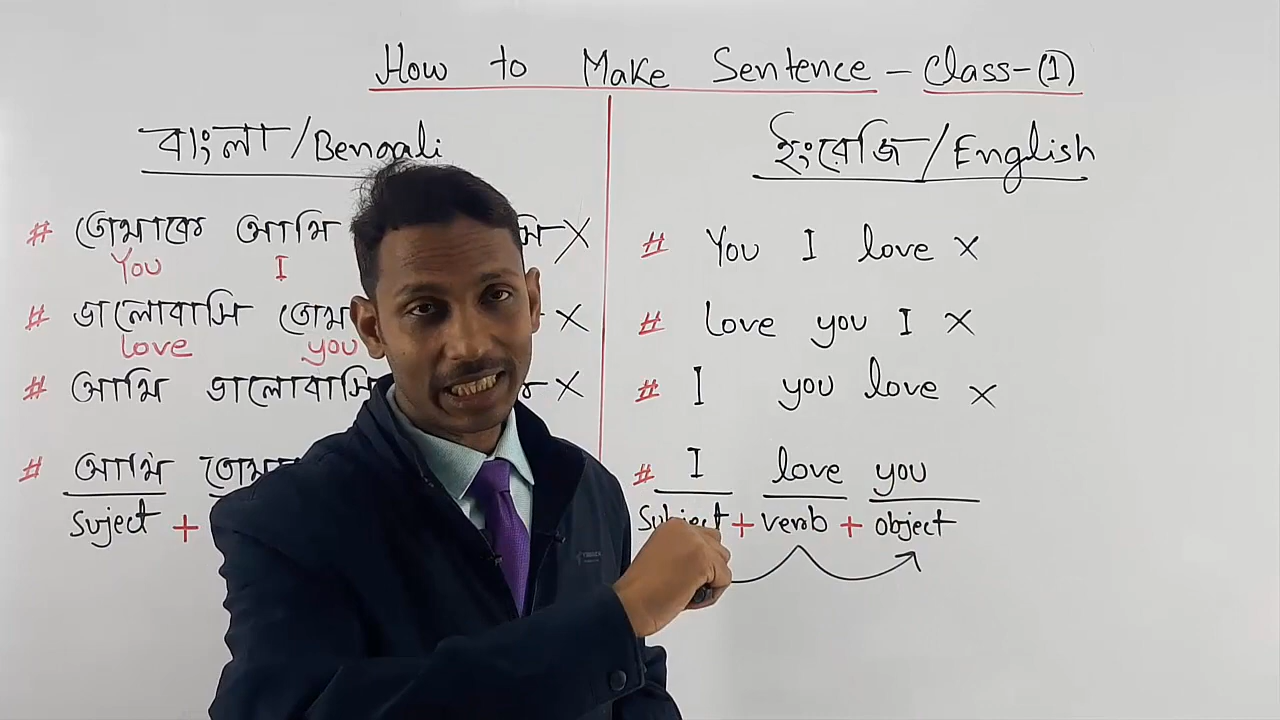 How to Make Sentence - Class-(1)
বাংলা/Bengali
# তোমাকে আমি
You I
# ভালোবাসি
love you
# আমি ভালোবাসি
# আমি
Suject +
ইংরেজি/English
# You I love ×
# Love you I ×
# I you love ×
# I love you
Subject + verb + object